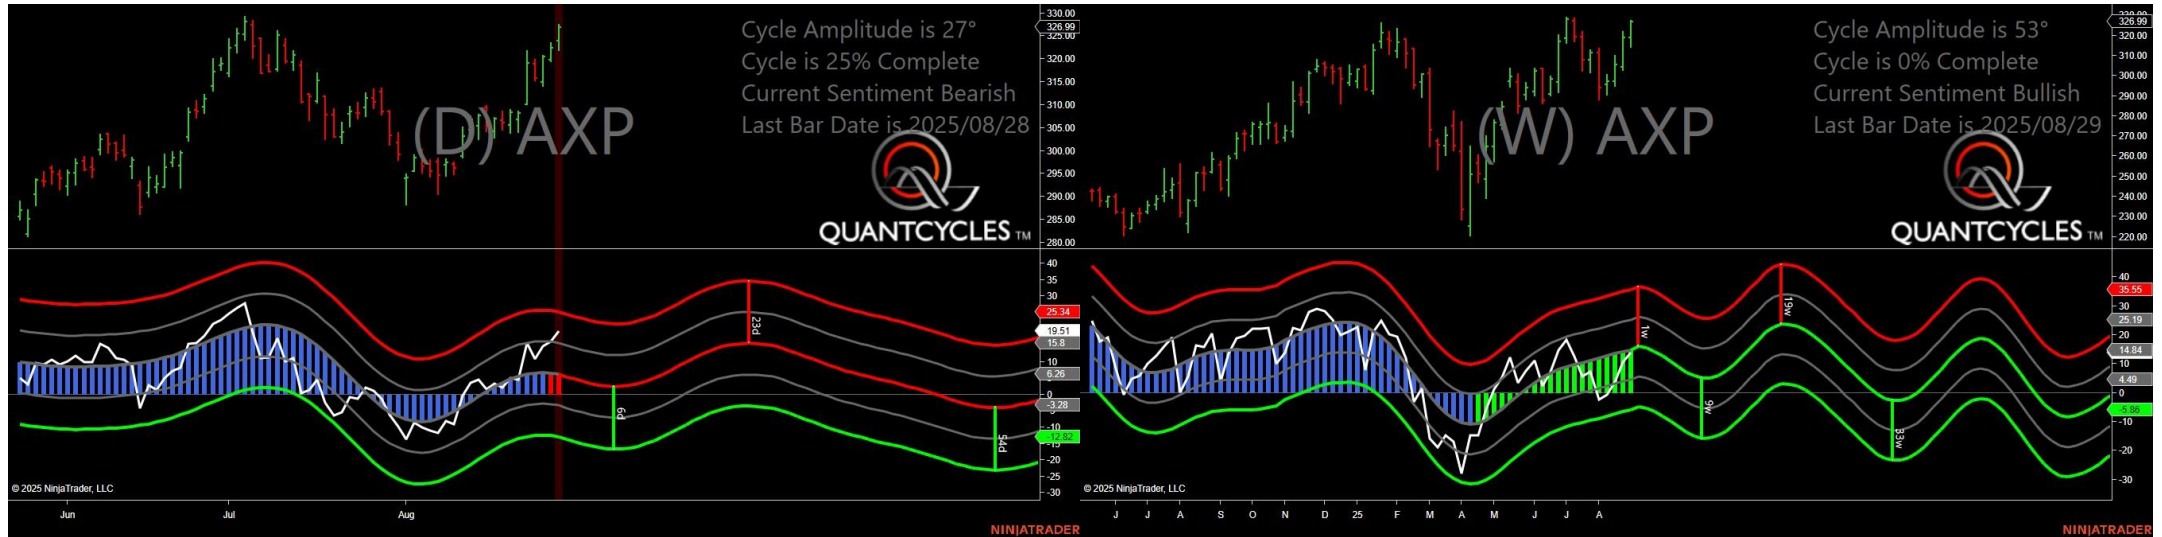 Cycle Amplitude is 27°
Cycle is 25% Complete
Current Sentiment Bearish
Last Bar Date is 2025/08/28
(D) AXP
QUANTCYCLES TM
330.00
326.99
325.00
320.00
315.00
310.00
305.00
300.00
295.00
290.00
285.00
280.00
40
35
30
25.34
19.51
15.8
10
6.26
0
-3.28
-10
-12.82
-15
-20
-25
-30
6d
23d
54d
© 2025 NinjaTrader, LLC
Jun Jul Aug
NINJATRADER
Cycle Amplitude is 53°
Cycle is 0% Complete
Current Sentiment Bullish
Last Bar Date is 2025/08/29
(W) AXP
QUANTCYCLES TM
326.99
320.00
310.00
300.00
290.00
280.00
270.00
260.00
250.00
240.00
230.00
220.00
40
35.55
25.19
20
14.84
4.49
0
-5.86
-10
-20
-30
1w
9w
19w
33w
© 2025 NinjaTrader, LLC
J J A S O N D 25 F M A M J J A
NINJATRADER